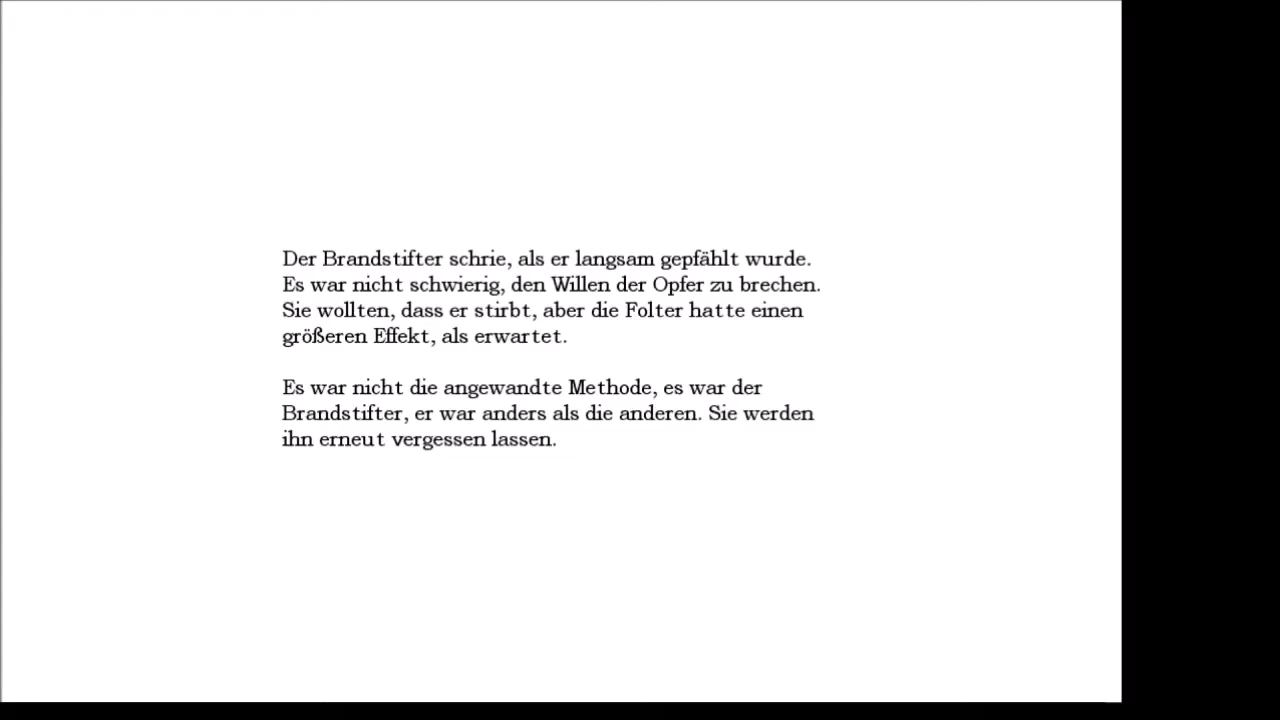 Der Brandstifter schrie, als er langsam gepfählt wurde.
Es war nicht schwierig, den Willen der Opfer zu brechen.
Sie wollten, dass er stirbt, aber die Folter hatte einen
größeren Effekt, als erwartet.
Es war nicht die angewandte Methode, es war der
Brandstifter, er war anders als die anderen. Sie werden
ihn erneut vergessen lassen.